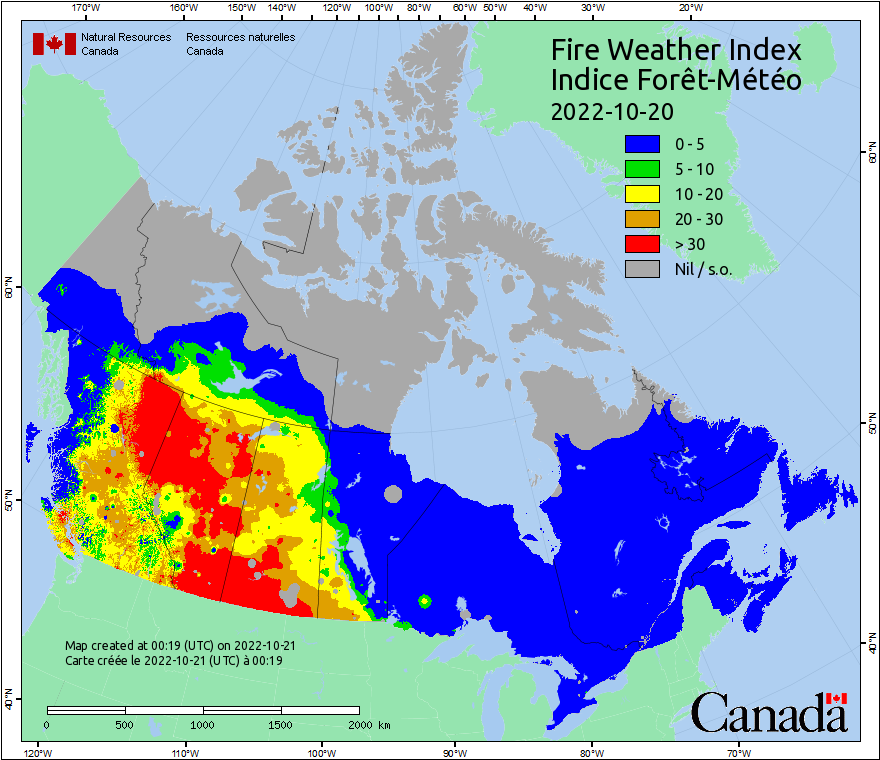 170°W 160°W 150°W 140°W 130°W 120°W 110°W 100°W 80°W 60°W 50°W 40°W 30°W 20°W
Natural Resources Canada
Ressources naturelles Canada
Fire Weather Index
Indice Forêt-Météo
2022-10-20
0 - 5
5 - 10
10 - 20
20 - 30
> 30
Nil / s.o.
60°N
60°N
50°N
50°N
40°N
40°N
Map created at 00:19 (UTC) on 2022-10-21
Carte créée le 2022-10-21 (UTC) à 00:19
0 500 1000 1500 2000 km
Canada
120°W 110°W 100°W 90°W 80°W 70°W